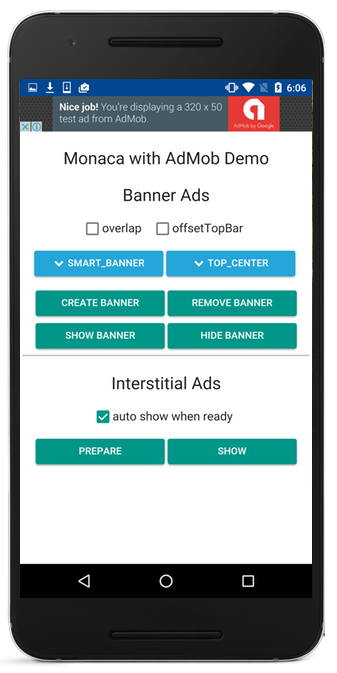 6:06
Nice job! You're displaying a 320 x 50
test ad from AdMob.
AdMob by Google
Monaca with AdMob Demo
Banner Ads
overlap offsetTopBar
SMART_BANNER TOP_CENTER
CREATE BANNER REMOVE BANNER
SHOW BANNER HIDE BANNER
Interstitial Ads
auto show when ready
PREPARE SHOW